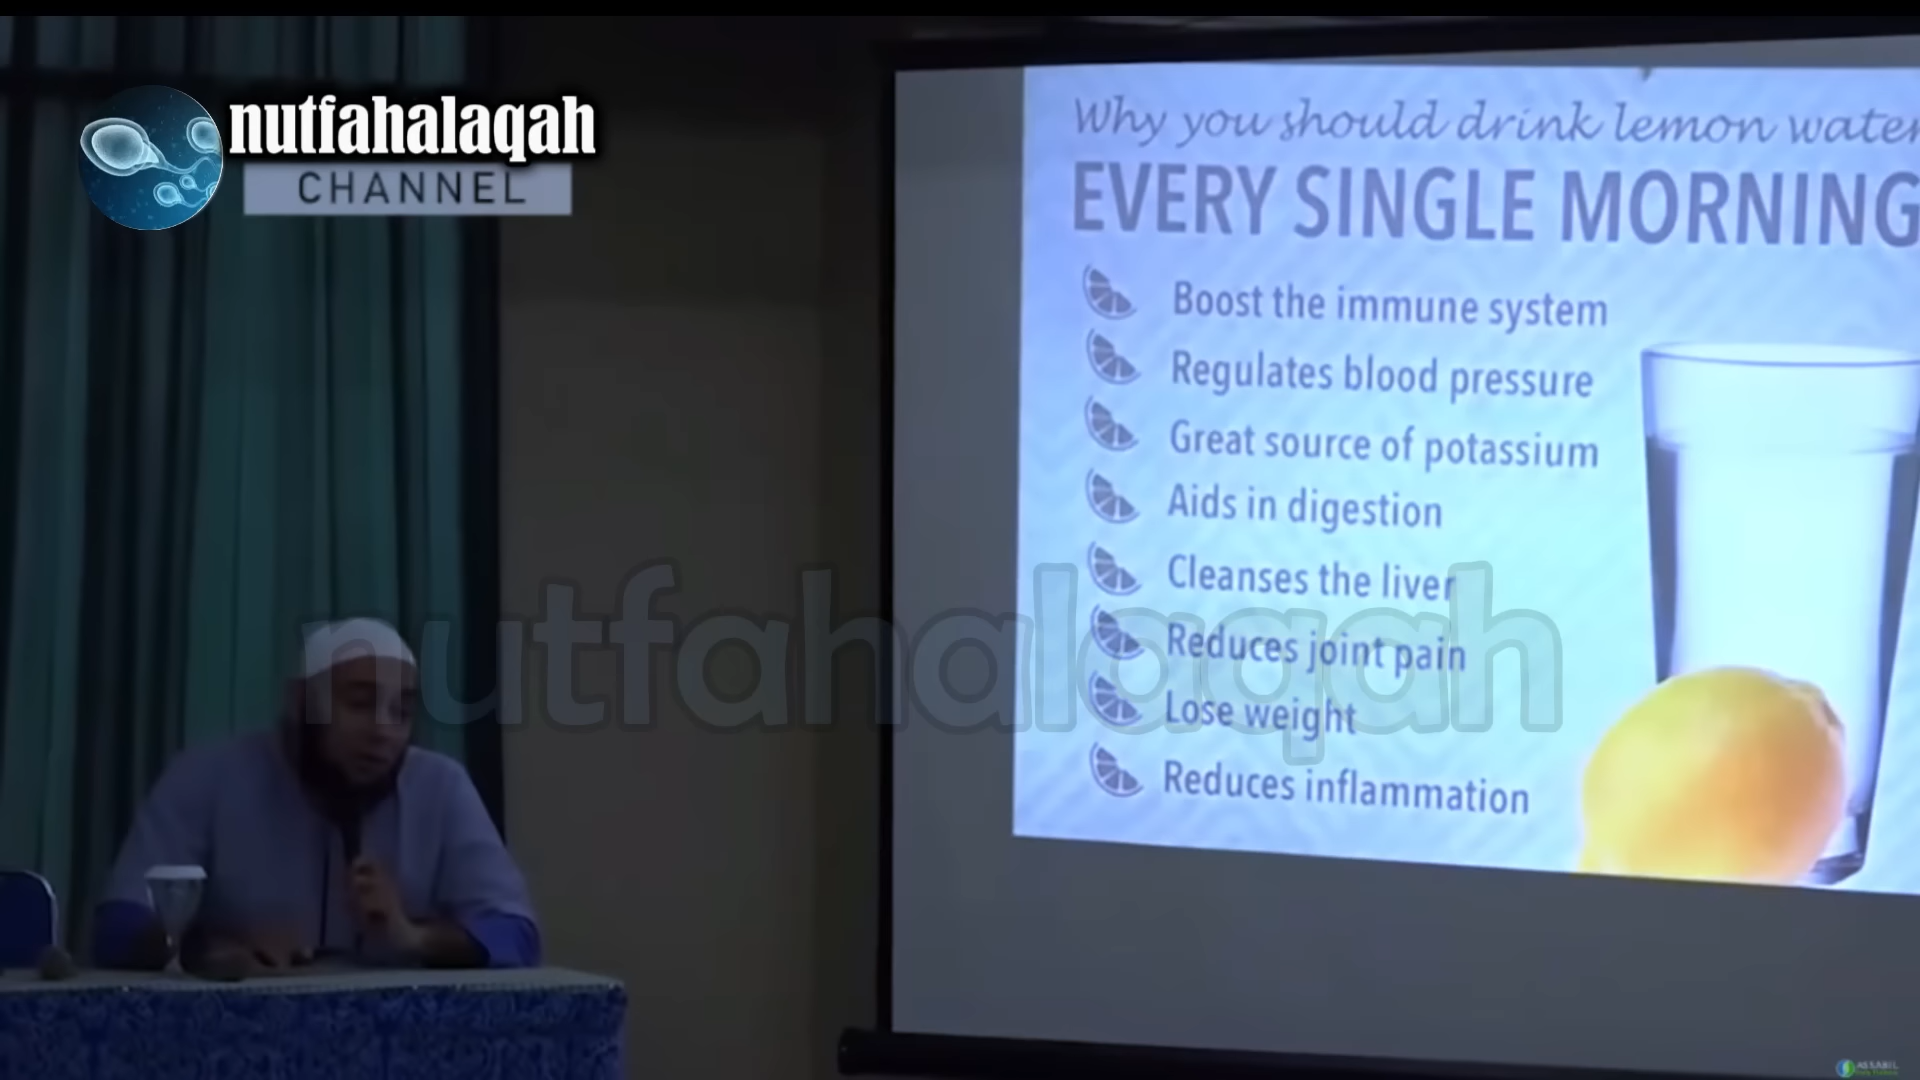 nutfahalaqah
CHANNEL
Why you should drink lemon water
EVERY SINGLE MORNING
Boost the immune system
Regulates blood pressure
Great source of potassium
Aids in digestion
Cleanses the liver
Reduces joint pain
Lose weight
Reduces inflammation
nutfahalaqah
ASSABIL